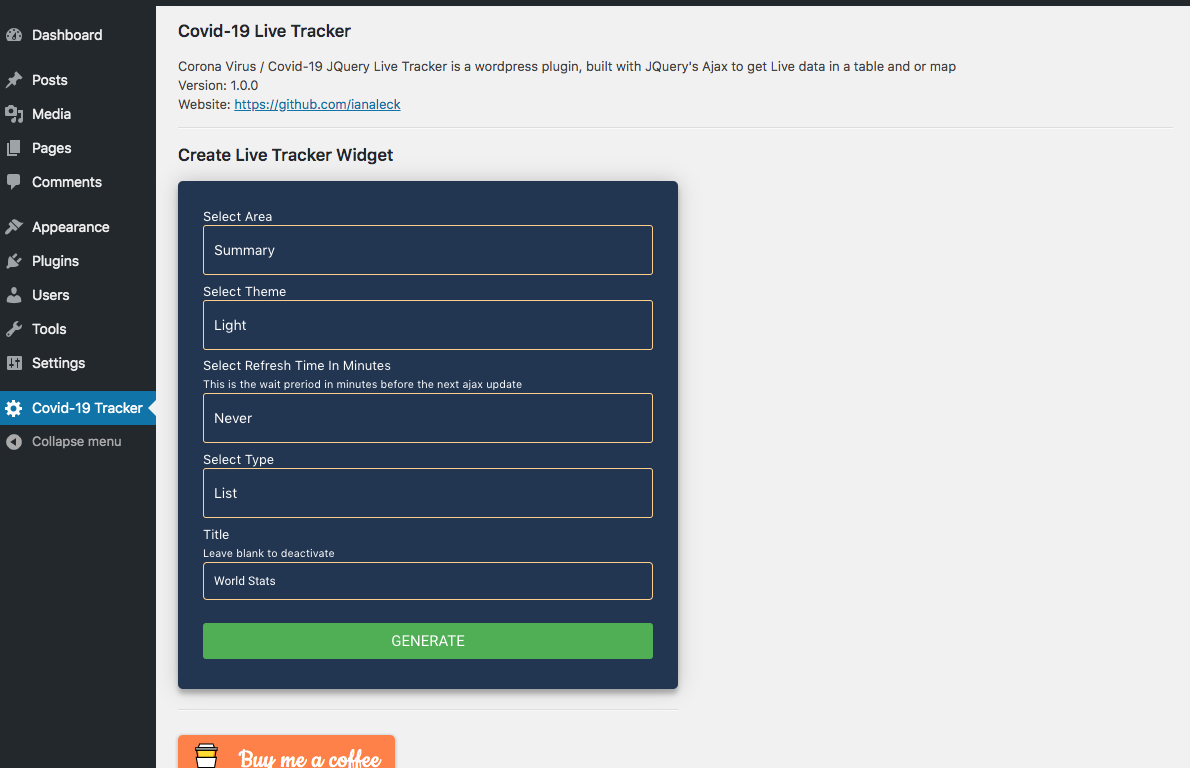 Dashboard
Posts
Media
Pages
Comments
Appearance
Plugins
Users
Tools
Settings
Covid-19 Tracker
Collapse menu
Covid-19 Live Tracker
Corona Virus / Covid-19 JQuery Live Tracker is a wordpress plugin, built with JQuery's Ajax to get Live data in a table and or map
Version: 1.0.0
Website: https://github.com/ianaleck
Create Live Tracker Widget
Select Area
Summary
Select Theme
Light
Select Refresh Time In Minutes
This is the wait preriod in minutes before the next ajax update
Never
Select Type
List
Title
Leave blank to deactivate
World Stats
GENERATE
Buy me a coffee